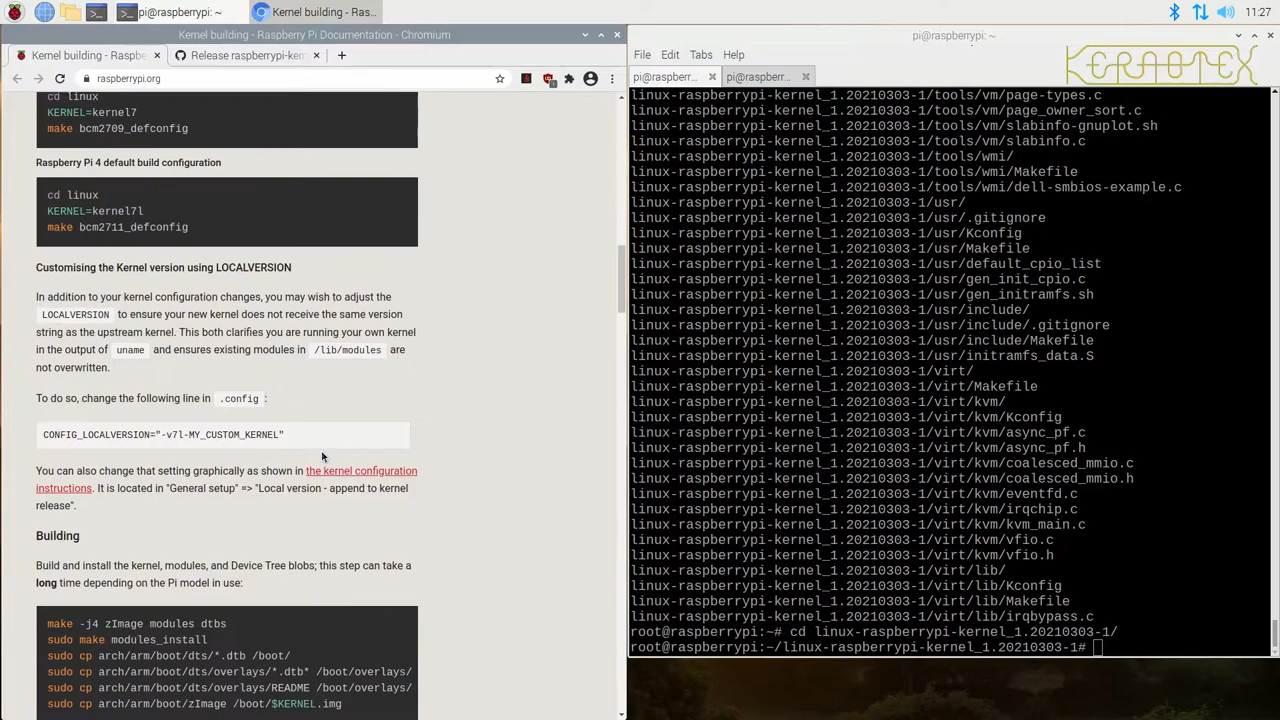 pi@raspberrypi: ~
Kernel building - Ras...
11:27
Kernel building - Raspberry Pi Documentation - Chromium
Kernel building - Raspbe
Release raspberrypi-ker
raspberrypi.org
cd linux
KERNEL=kernel7
make bcm2709_defconfig
Raspberry Pi 4 default build configuration
cd linux
KERNEL=kernel7l
make bcm2711_defconfig
Customising the Kernel version using LOCALVERSION
In addition to your kernel configuration changes, you may wish to adjust the
LOCALVERSION to ensure your new kernel does not receive the same version
string as the upstream kernel. This both clarifies you are running your own kernel
in the output of uname and ensures existing modules in /lib/modules are
not overwritten.
To do so, change the following line in .config :
CONFIG_LOCALVERSION="-v7l-MY_CUSTOM_KERNEL"
You can also change that setting graphically as shown in the kernel configuration
instructions. It is located in "General setup" => "Local version - append to kernel
release".
Building
Build and install the kernel, modules, and Device Tree blobs; this step can take a
long time depending on the Pi model in use:
make -j4 zImage modules dtbs
sudo make modules_install
sudo cp arch/arm/boot/dts/*.dtb /boot/
sudo cp arch/arm/boot/dts/overlays/*.dtb* /boot/overlays/
sudo cp arch/arm/boot/dts/overlays/README /boot/overlays/
sudo cp arch/arm/boot/zImage /boot/$KERNEL.img
pi@raspberrypi: ~
File Edit Tabs Help
pi@raspberr...
pi@raspberr...
linux-raspberrypi-kernel_1.20210303-1/tools/vm/page-types.c
linux-raspberrypi-kernel_1.20210303-1/tools/vm/page_owner_sort.c
linux-raspberrypi-kernel_1.20210303-1/tools/vm/slabinfo-gnuplot.sh
linux-raspberrypi-kernel_1.20210303-1/tools/vm/slabinfo.c
linux-raspberrypi-kernel_1.20210303-1/tools/wmi/
linux-raspberrypi-kernel_1.20210303-1/tools/wmi/Makefile
linux-raspberrypi-kernel_1.20210303-1/tools/wmi/dell-smbios-example.c
linux-raspberrypi-kernel_1.20210303-1/usr/
linux-raspberrypi-kernel_1.20210303-1/usr/.gitignore
linux-raspberrypi-kernel_1.20210303-1/usr/Kconfig
linux-raspberrypi-kernel_1.20210303-1/usr/Makefile
linux-raspberrypi-kernel_1.20210303-1/usr/default_cpio_list
linux-raspberrypi-kernel_1.20210303-1/usr/gen_init_cpio.c
linux-raspberrypi-kernel_1.20210303-1/usr/gen_initramfs.sh
linux-raspberrypi-kernel_1.20210303-1/usr/include/
linux-raspberrypi-kernel_1.20210303-1/usr/include/.gitignore
linux-raspberrypi-kernel_1.20210303-1/usr/include/Makefile
linux-raspberrypi-kernel_1.20210303-1/usr/initramfs_data.S
linux-raspberrypi-kernel_1.20210303-1/virt/
linux-raspberrypi-kernel_1.20210303-1/virt/Makefile
linux-raspberrypi-kernel_1.20210303-1/virt/kvm/
linux-raspberrypi-kernel_1.20210303-1/virt/kvm/Kconfig
linux-raspberrypi-kernel_1.20210303-1/virt/kvm/async_pf.c
linux-raspberrypi-kernel_1.20210303-1/virt/kvm/async_pf.h
linux-raspberrypi-kernel_1.20210303-1/virt/kvm/coalesced_mmio.c
linux-raspberrypi-kernel_1.20210303-1/virt/kvm/coalesced_mmio.h
linux-raspberrypi-kernel_1.20210303-1/virt/kvm/eventfd.c
linux-raspberrypi-kernel_1.20210303-1/virt/kvm/irqchip.c
linux-raspberrypi-kernel_1.20210303-1/virt/kvm/kvm_main.c
linux-raspberrypi-kernel_1.20210303-1/virt/kvm/vfio.c
linux-raspberrypi-kernel_1.20210303-1/virt/kvm/vfio.h
linux-raspberrypi-kernel_1.20210303-1/virt/lib/
linux-raspberrypi-kernel_1.20210303-1/virt/lib/Kconfig
linux-raspberrypi-kernel_1.20210303-1/virt/lib/Makefile
linux-raspberrypi-kernel_1.20210303-1/virt/lib/irqbypass.c
root@raspberrypi:~# cd linux-raspberrypi-kernel_1.20210303-1/
root@raspberrypi:~/linux-raspberrypi-kernel_1.20210303-1#